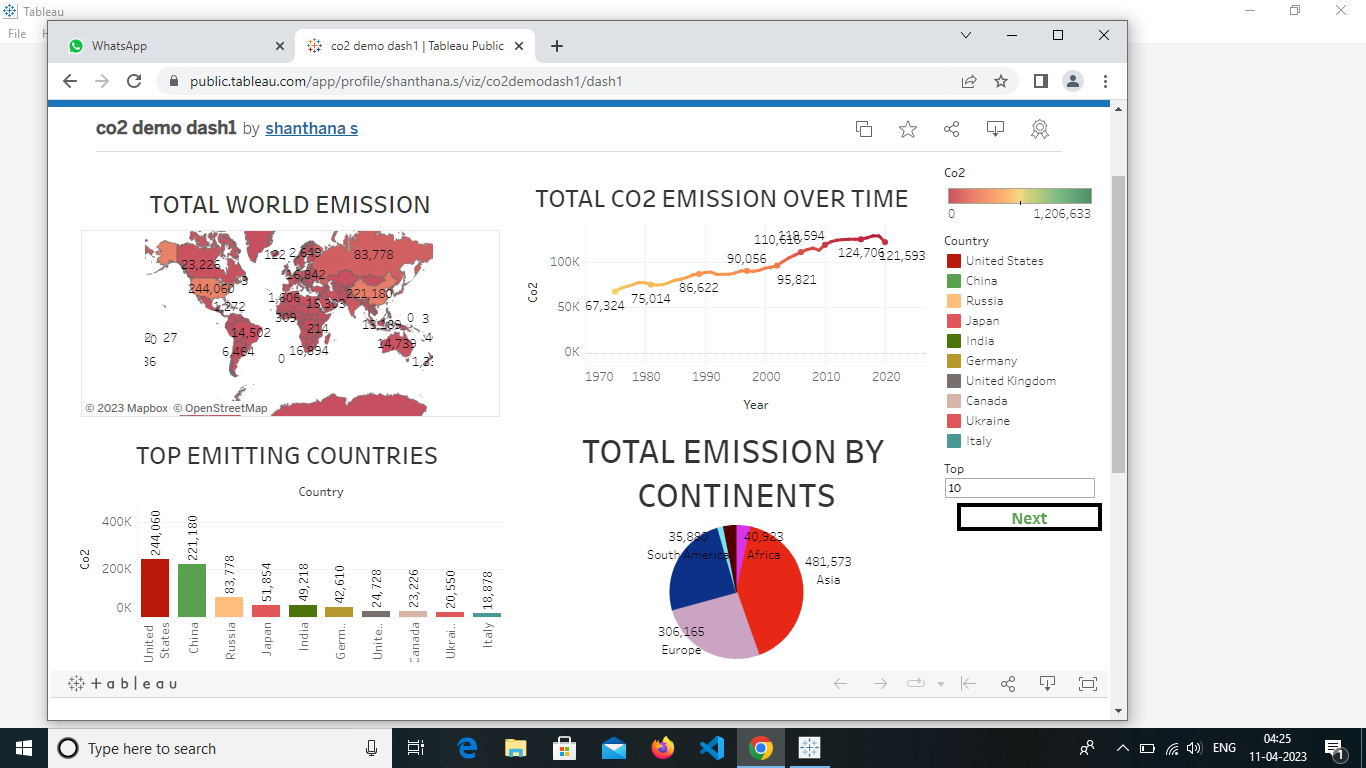 Tableau
File
WhatsApp
co2 demo dash1 | Tableau Public
public.tableau.com/app/profile/shanthana.s/viz/co2demodash1/dash1
co2 demo dash1 by shanthana s
TOTAL WORLD EMISSION
122 2,649 83,778
23,226 16,842
3
244,060 221,180
1,606 15,303
1,272
309 214 0 3
20 27 14,502
6,464 16,894 14,739
36 0
© 2023 Mapbox © OpenStreetMap
TOTAL CO2 EMISSION OVER TIME
Co2
100K
50K
0K
67,324
75,014
86,622
90,056
95,821
110,616
118,594
124,706
121,593
1970 1980 1990 2000 2010 2020
Year
Co2
0 1,206,633
Country
United States
China
Russia
Japan
India
Germany
United Kingdom
Canada
Ukraine
Italy
Top
10
Next
TOP EMITTING COUNTRIES
Country
Co2
400K
200K
0K
244,060
221,180
83,778
51,854
49,218
42,610
24,728
23,226
20,550
18,878
United
States
China
Russia
Japan
India
Germ..
Unite..
Canada
Ukrai..
Italy
TOTAL EMISSION BY
CONTINENTS
35,880
South America
40,923
Africa
481,573
Asia
306,165
Europe
+ a b | e a u
Type here to search
ENG
04:25
11-04-2023
1